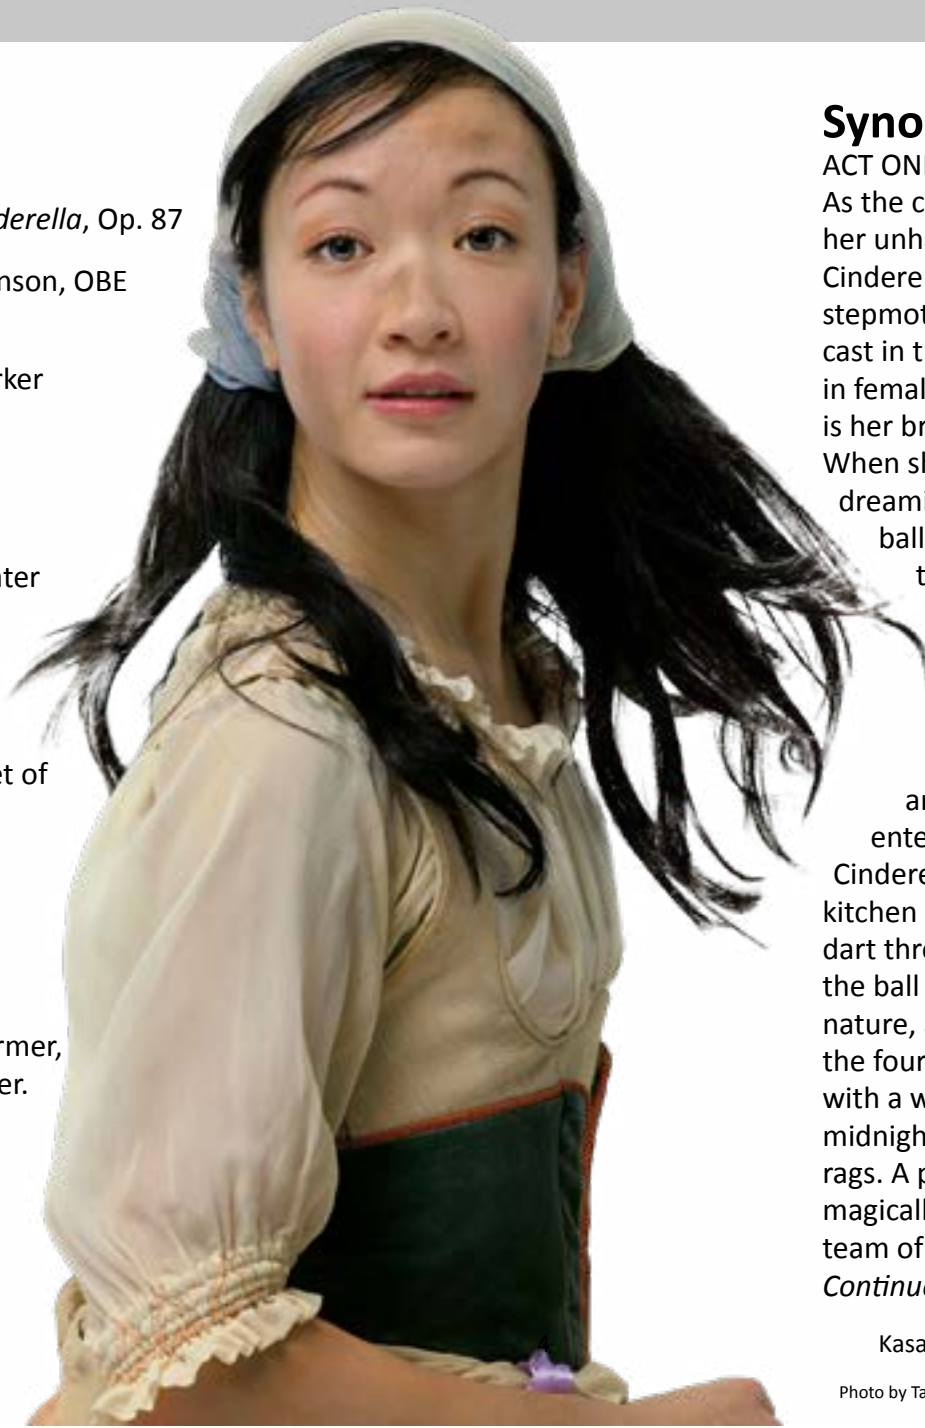 derella, Op. 87
nson, OBE
rker
ter
et of
rmer,
er.
Syno
ACT ON
As the c
her unh
Cindere
stepmot
cast in t
in femal
is her br
When sh
dreami
ball
t
ar
ente
Cindere
kitchen
dart thr
the ball
nature,
the four
with a w
midnigh
rags. A p
magicall
team of
Continu
Kasa
Photo by Ta
4